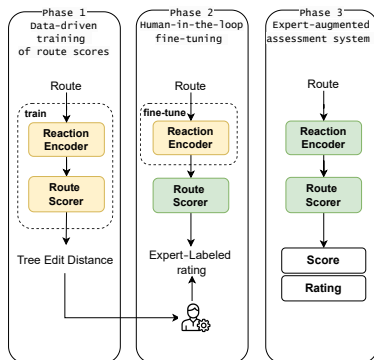 Phase 1
Data-driven
training
of route scores
Route
train
Reaction
Encoder
Route
Scorer
Tree Edit Distance
Phase 2
Human-in-the-loop
fine-tuning
Route
fine-tune
Reaction
Encoder
Route
Scorer
Expert-Labeled
rating
Phase 3
Expert-augmented
assessment system
Route
Reaction
Encoder
Route
Scorer
Score
Rating